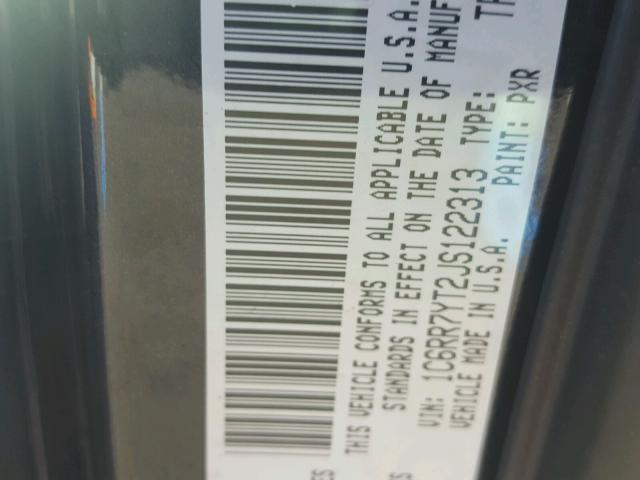 THIS VEHICLE CONFORMS TO ALL APPLICABLE U.S.A.
STANDARDS IN EFFECT ON THE DATE OF MANUF
VIN: 1C6RR7YT2JS122313 TYPE: TR
VEHICLE MADE IN U.S.A. PAINT: PXR